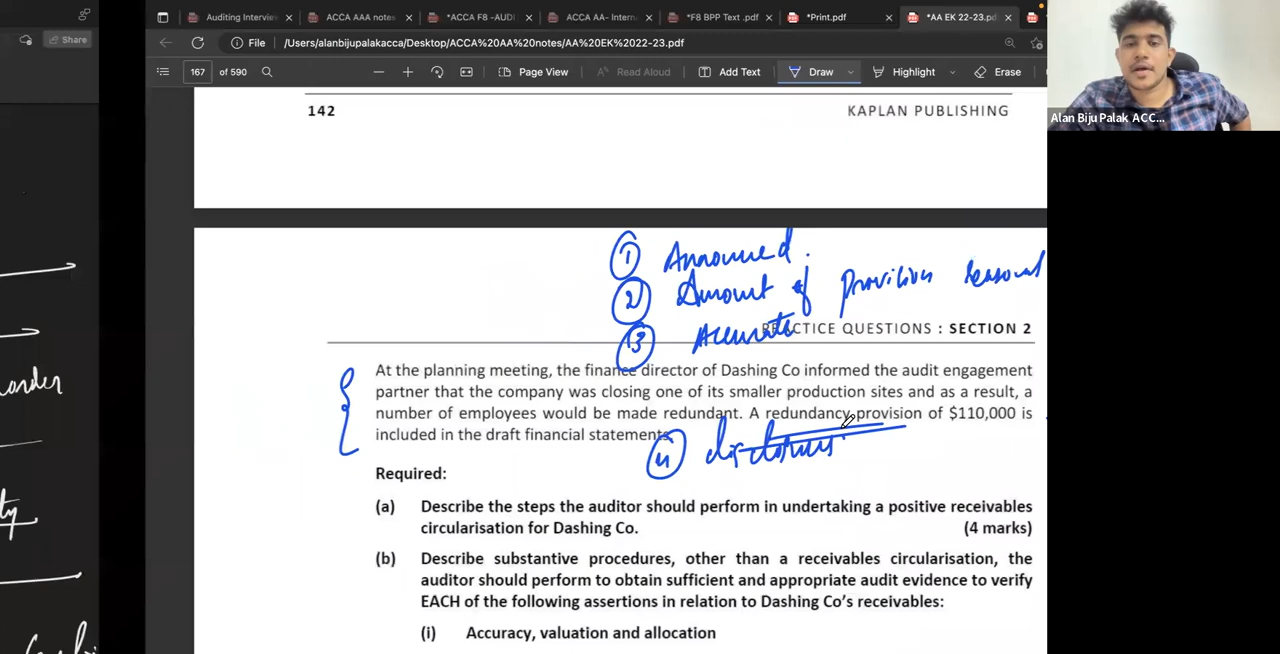 Auditing Interview
ACCA AAA notes
*ACCA F8 -AUDI
ACCA AA- Intern
*F8 BPP Text .pdf
*Print.pdf
*AA EK 22-23.pd
Share
File /Users/alanbijupalakacca/Desktop/ACCA%20AA%20notes/AA%20EK%2022-23.pdf
167 of 590 Page View Read Aloud Add Text Draw Highlight Erase
Alan Biju Palak ACC...
142 KAPLAN PUBLISHING
1 Announced.
2 Amount of provision reasonal
3 Accurate
PRACTICE QUESTIONS : SECTION 2
At the planning meeting, the finance director of Dashing Co informed the audit engagement
partner that the company was closing one of its smaller production sites and as a result, a
number of employees would be made redundant. A redundancy provision of $110,000 is
included in the draft financial statements.
4 disclosures
Required:
(a) Describe the steps the auditor should perform in undertaking a positive receivables
circularisation for Dashing Co. (4 marks)
(b) Describe substantive procedures, other than a receivables circularisation, the
auditor should perform to obtain sufficient and appropriate audit evidence to verify
EACH of the following assertions in relation to Dashing Co's receivables:
(i) Accuracy, valuation and allocation